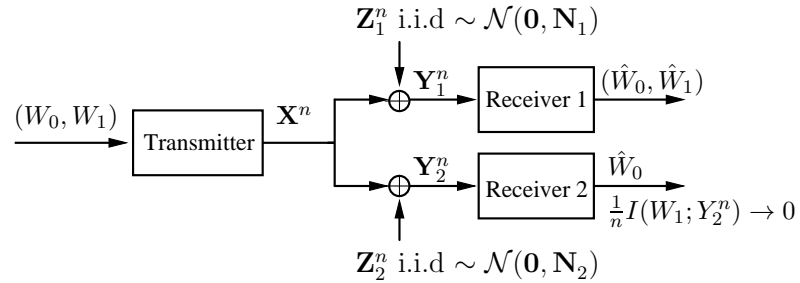 Z₁ⁿ i.i.d ∼ 𝒩(0, N₁)
(W₀, W₁)
Transmitter
Xⁿ
Y₁ⁿ
Receiver 1
(Ŵ₀, Ŵ₁)
Y₂ⁿ
Receiver 2
Ŵ₀
1/n I(W₁; Y₂ⁿ) → 0
Z₂ⁿ i.i.d ∼ 𝒩(0, N₂)